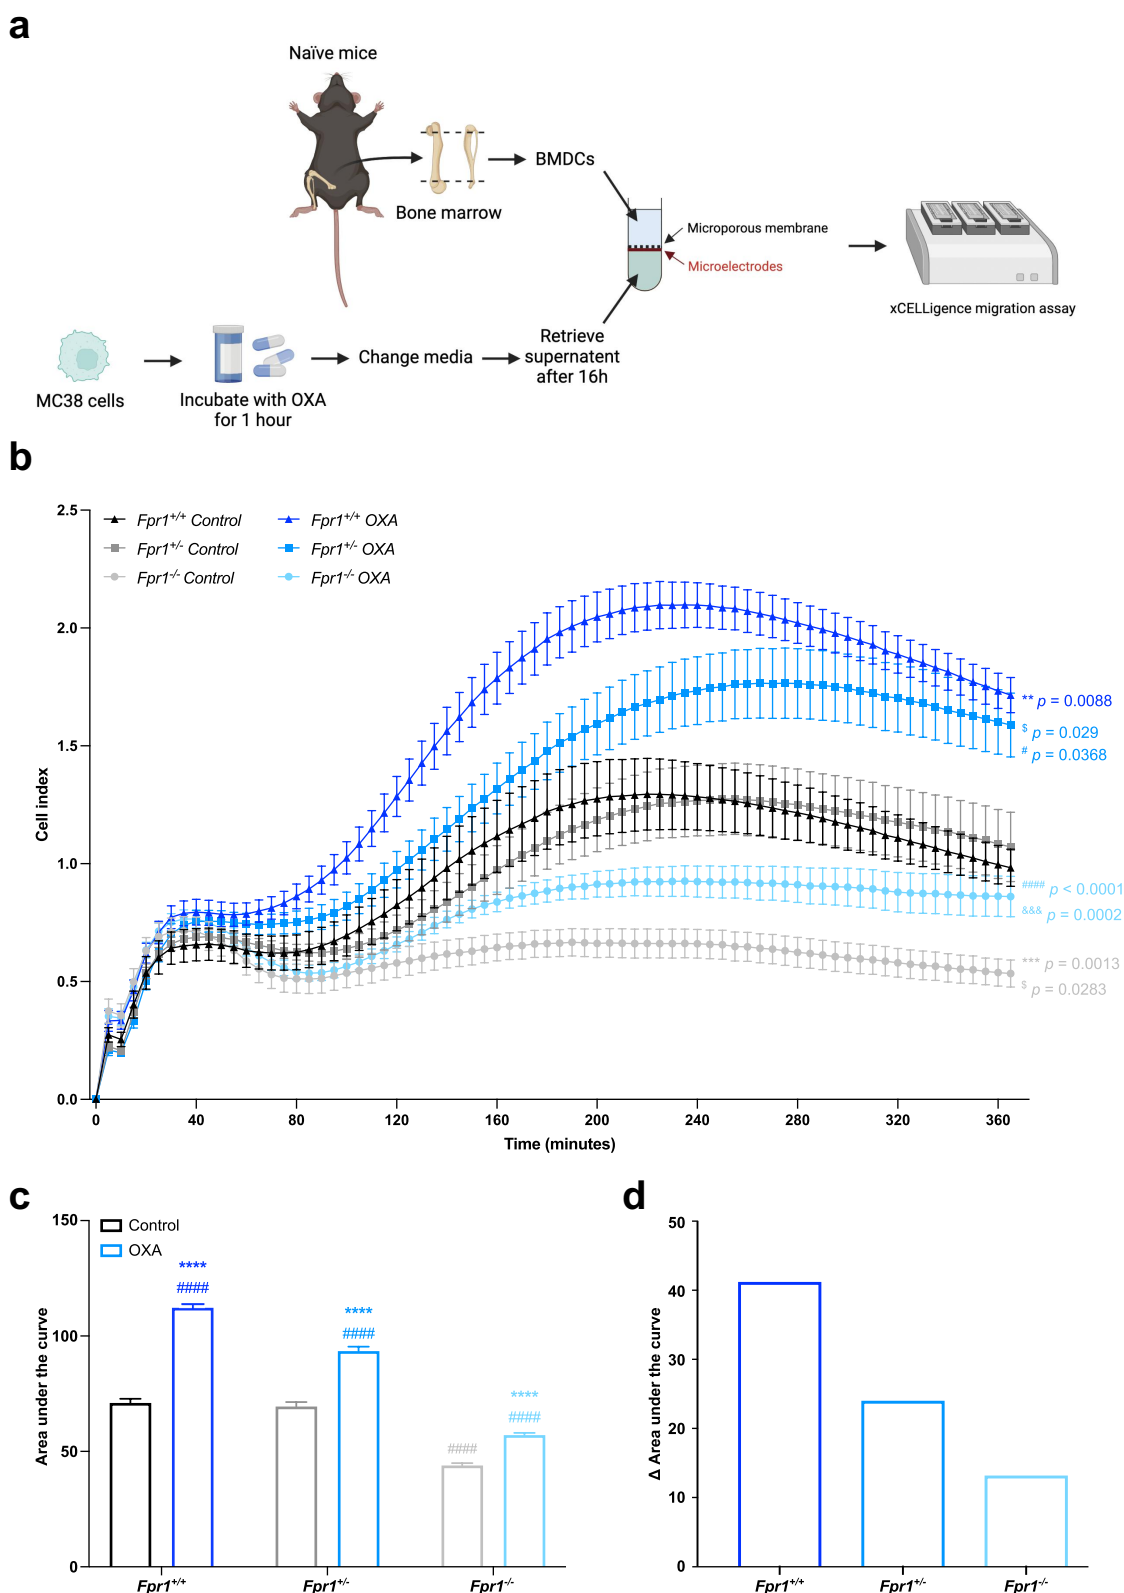 a
Naïve mice
Bone marrow
BMDCs
Microporous membrane
Microelectrodes
xCELLigence migration assay
MC38 cells
Incubate with OXA
for 1 hour
Change media
Retrieve
supernatent
after 16h
b
Cell index
2.5
2.0
1.5
1.0
0.5
0.0
Fpr1+/+ Control
Fpr1+/- Control
Fpr1-/- Control
Fpr1+/+ OXA
Fpr1+/- OXA
Fpr1-/- OXA
** p = 0.0088
$ p = 0.029
# p = 0.0368
#### p < 0.0001
&&& p = 0.0002
*** p = 0.0013
$ p = 0.0283
0 40 80 120 160 200 240 280 320 360
Time (minutes)
c
Area under the curve
150
100
50
0
Control
OXA
****
####
****
####
####
****
####
Fpr1+/+ Fpr1+/- Fpr1-/-
d
Δ Area under the curve
50
40
30
20
10
0
Fpr1+/+ Fpr1+/- Fpr1-/-